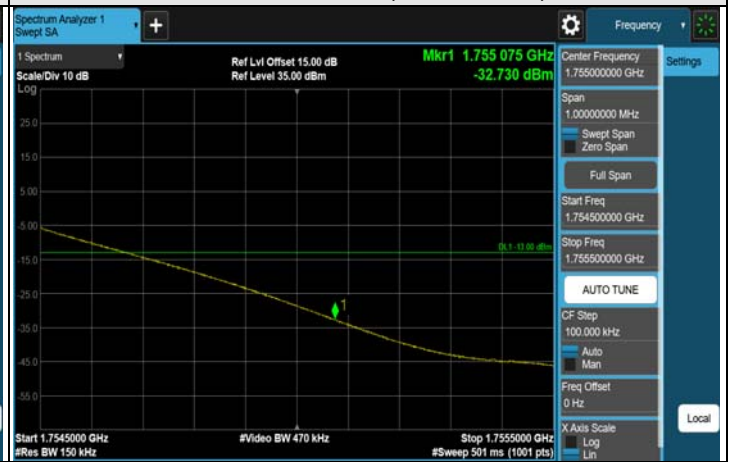 Spectrum Analyzer 1
Swept SA
+
Frequency
1 Spectrum
Scale/Div 10 dB
Log
Ref Lvl Offset 15.00 dB
Ref Level 35.00 dBm
Mkr1 1.755 075 GHz
-32.730 dBm
25.0
15.0
5.00
-5.00
-15.0
-25.0
-35.0
-45.0
-55.0
DL1 -13.00 dBm
1
Start 1.7545000 GHz
#Res BW 150 kHz
#Video BW 470 kHz
Stop 1.7555000 GHz
#Sweep 501 ms (1001 pts)
Center Frequency
1.755000000 GHz
Span
1.00000000 MHz
Swept Span
Zero Span
Full Span
Start Freq
1.754500000 GHz
Stop Freq
1.755500000 GHz
AUTO TUNE
CF Step
100.000 kHz
Auto
Man
Freq Offset
0 Hz
X Axis Scale
Log
Lin
Settings
Local